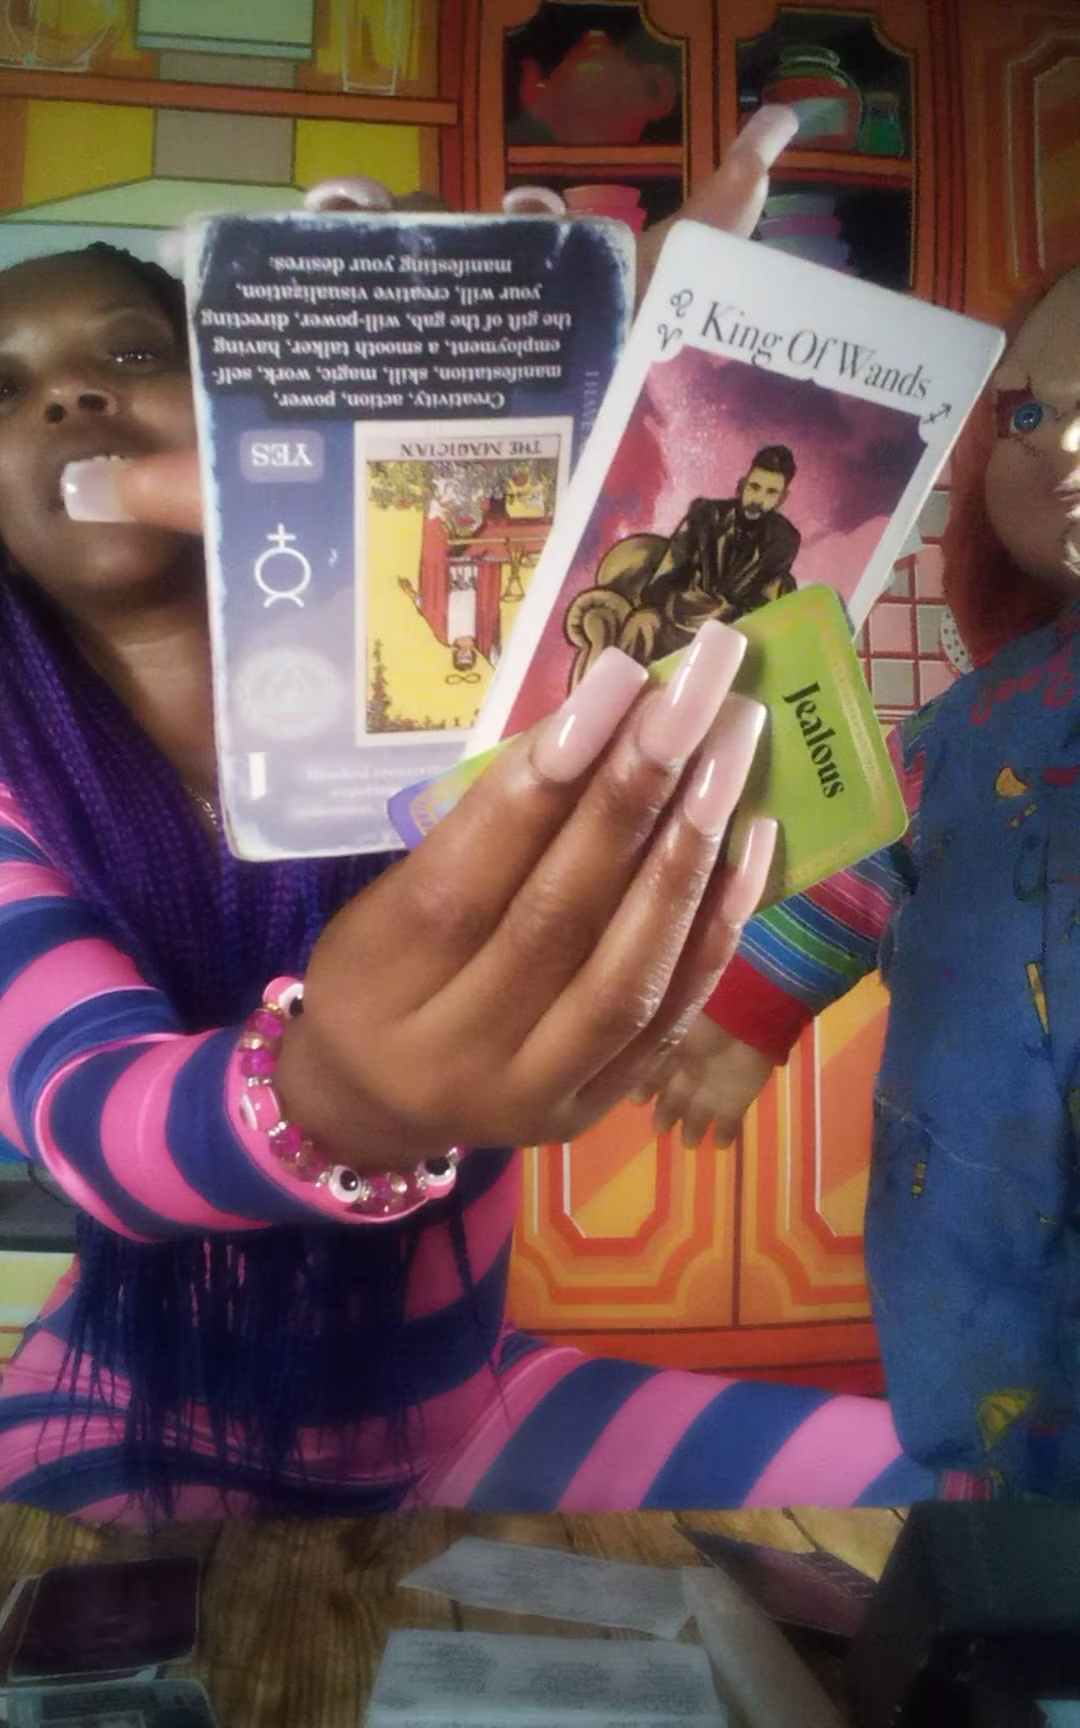 Creativity, action, power,
manifestation, skill, magic, work, self-
employment, a smooth talker, having
the gift of the gab, will-power, directing
your will, creative visualization,
manifesting your desires.
YES
THE MAGICIAN
I
1
King Of Wands
Jealous